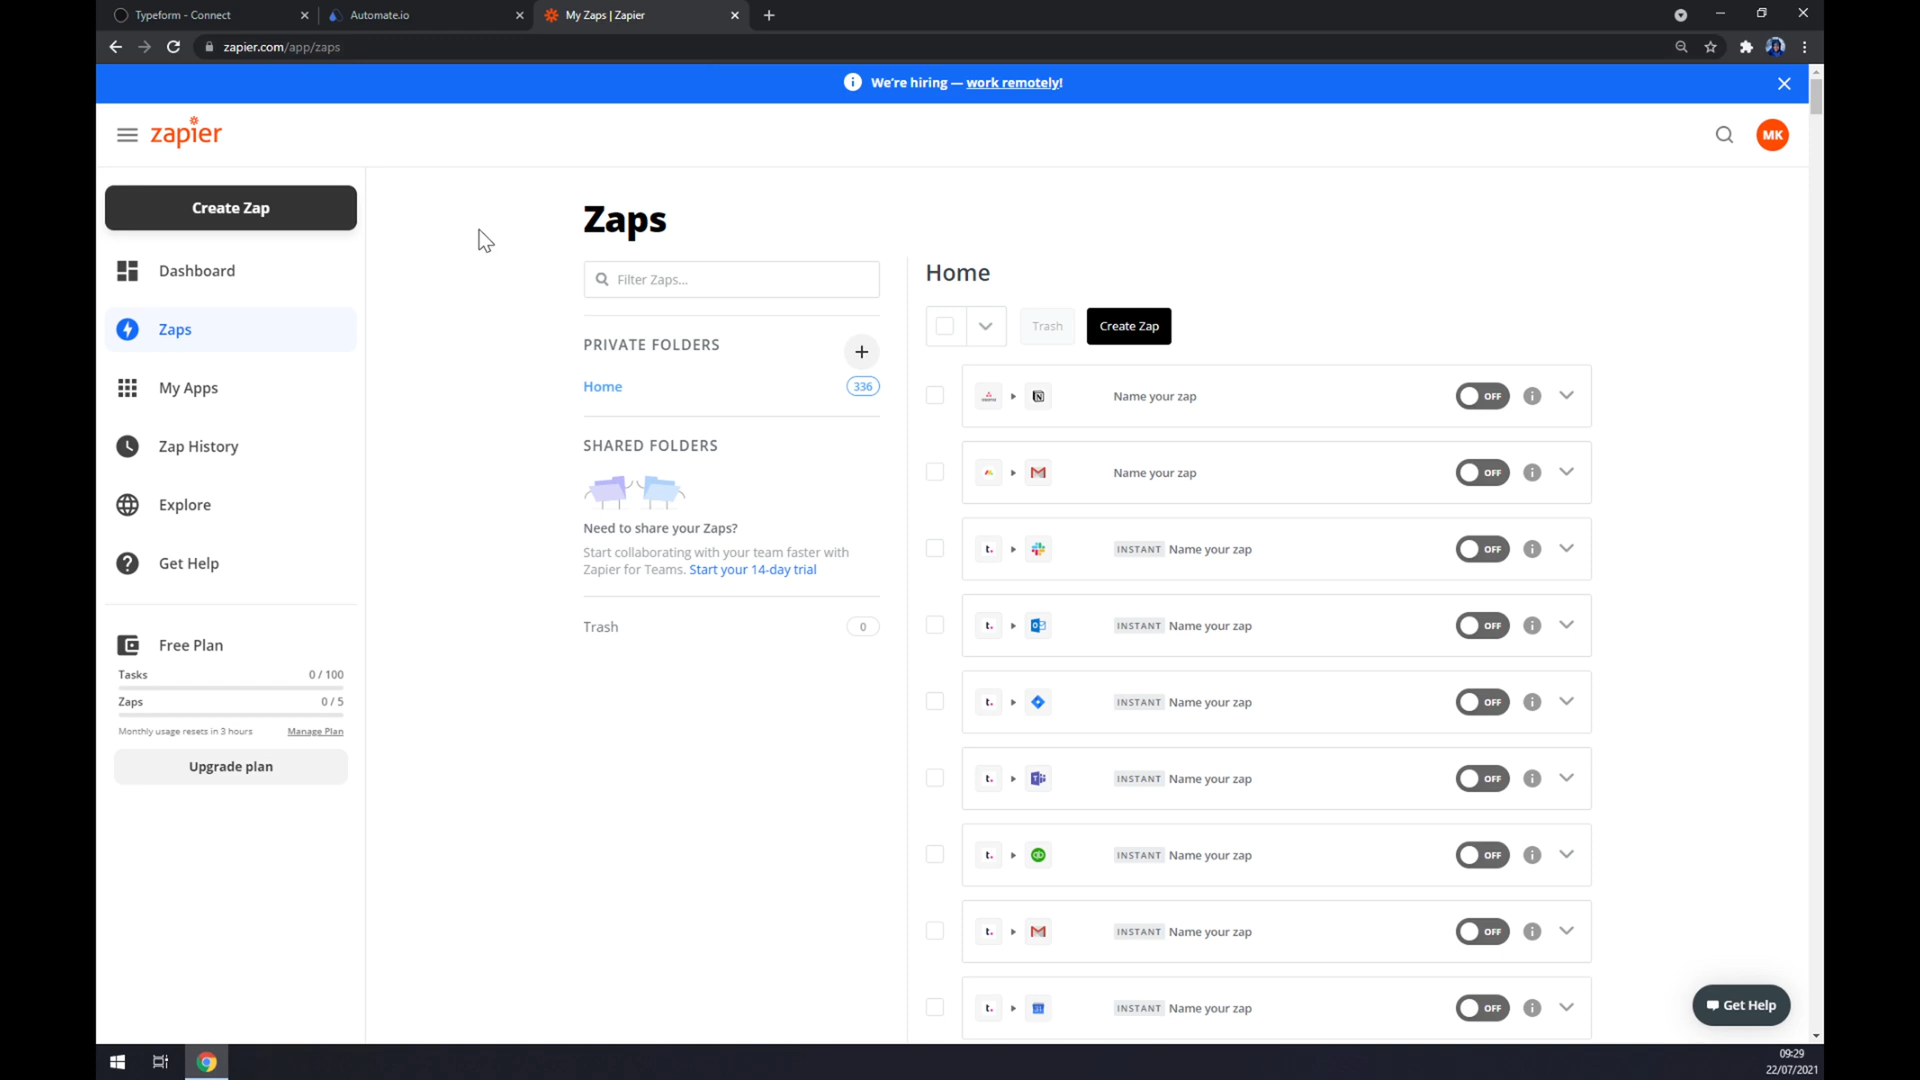 Typeform - Connect
Automate.io
My Zaps | Zapier
zapier.com/app/zaps
We're hiring — work remotely!
zapier
MK
Create Zap
Dashboard
Zaps
My Apps
Zap History
Explore
Get Help
Free Plan
Tasks 0 / 100
Zaps 0 / 5
Monthly usage resets in 3 hours Manage Plan
Upgrade plan
Zaps
Filter Zaps...
PRIVATE FOLDERS
Home 336
SHARED FOLDERS
Need to share your Zaps?
Start collaborating with your team faster with
Zapier for Teams. Start your 14-day trial
Trash 0
Home
Trash Create Zap
Name your zap OFF
Name your zap OFF
t. INSTANT Name your zap OFF
t. INSTANT Name your zap OFF
t. INSTANT Name your zap OFF
t. INSTANT Name your zap OFF
t. INSTANT Name your zap OFF
t. INSTANT Name your zap OFF
t. INSTANT Name your zap OFF
Get Help
09:29
22/07/2021